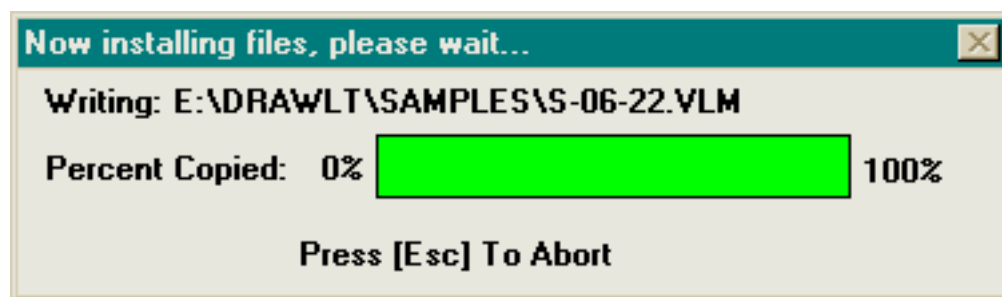 Now installing files, please wait...
Writing: E:\DRAWLT\SAMPLES\S-06-22.VLM
Percent Copied: 0% 100%
Press [Esc] To Abort